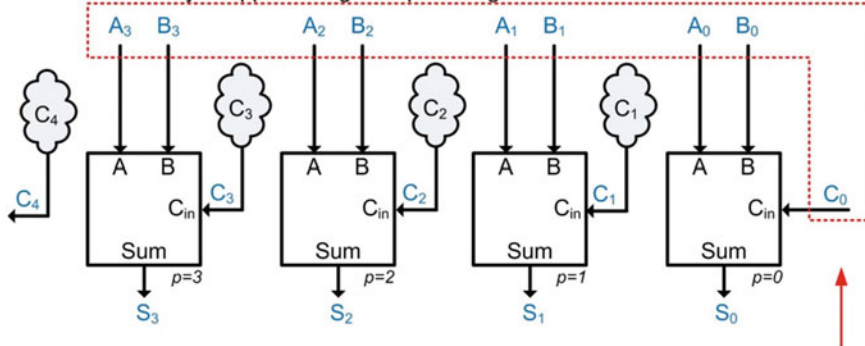 A₃ B₃ A₂ B₂ A₁ B₁ A₀ B₀
C₄ C₃ C₂ C₁
A B A B A B A B
C₄ Cᵢₙ C₃ Cᵢₙ C₂ Cᵢₙ C₁ Cᵢₙ C₀
Sum Sum Sum Sum
p=3 p=2 p=1 p=0
S₃ S₂ S₁ S₀